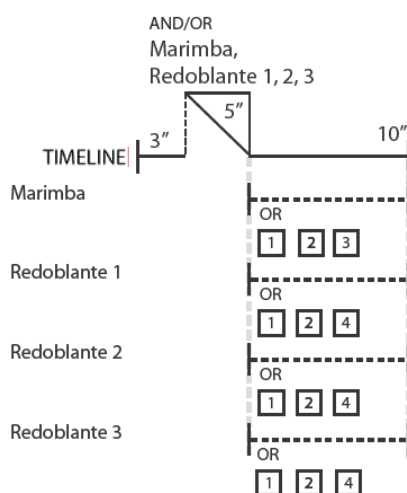 AND/OR
Marimba,
Redoblante 1, 2, 3
3” 5” 10”
TIMELINE
Marimba
OR
1 2 3
Redoblante 1
OR
1 2 4
Redoblante 2
OR
1 2 4
Redoblante 3
OR
1 2 4